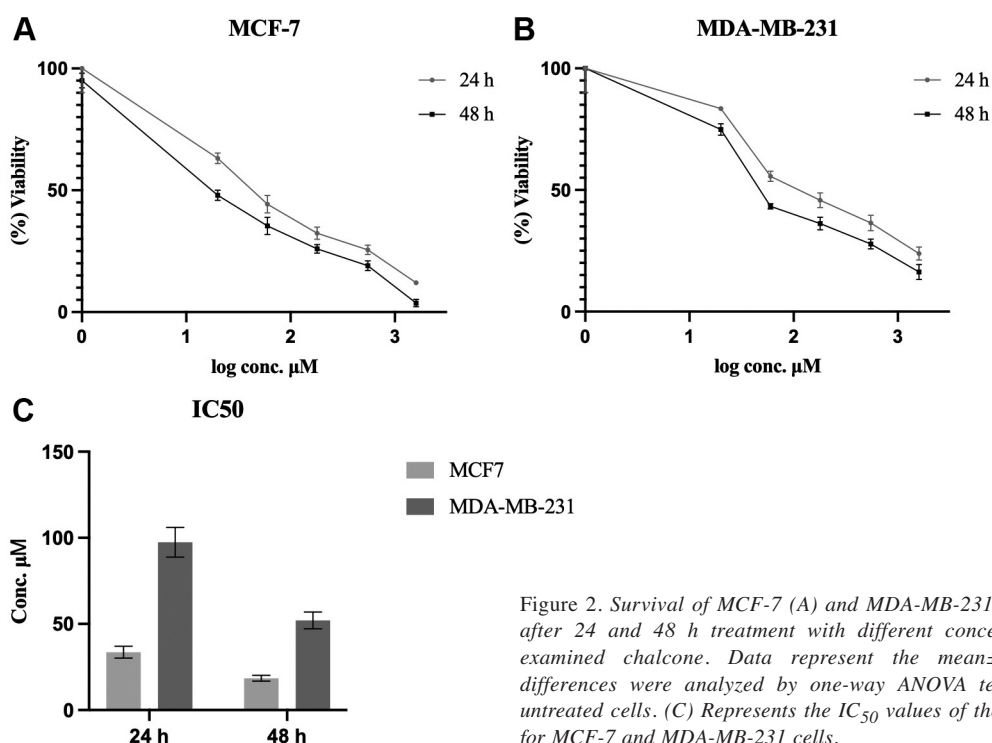 A
MCF-7
100
50
0
(%) Viability
0 1 2 3
log conc. μM
24 h
48 h
B
MDA-MB-231
100
50
0
(%) Viability
0 1 2 3
log conc. μM
24 h
48 h
C
IC50
150
100
50
0
Conc. μM
24 h 48 h
MCF7
MDA-MB-231
Figure 2. Survival of MCF-7 (A) and MDA-MB-231
after 24 and 48 h treatment with different conce
examined chalcone. Data represent the mean±
differences were analyzed by one-way ANOVA te
untreated cells. (C) Represents the IC50 values of th
for MCF-7 and MDA-MB-231 cells.